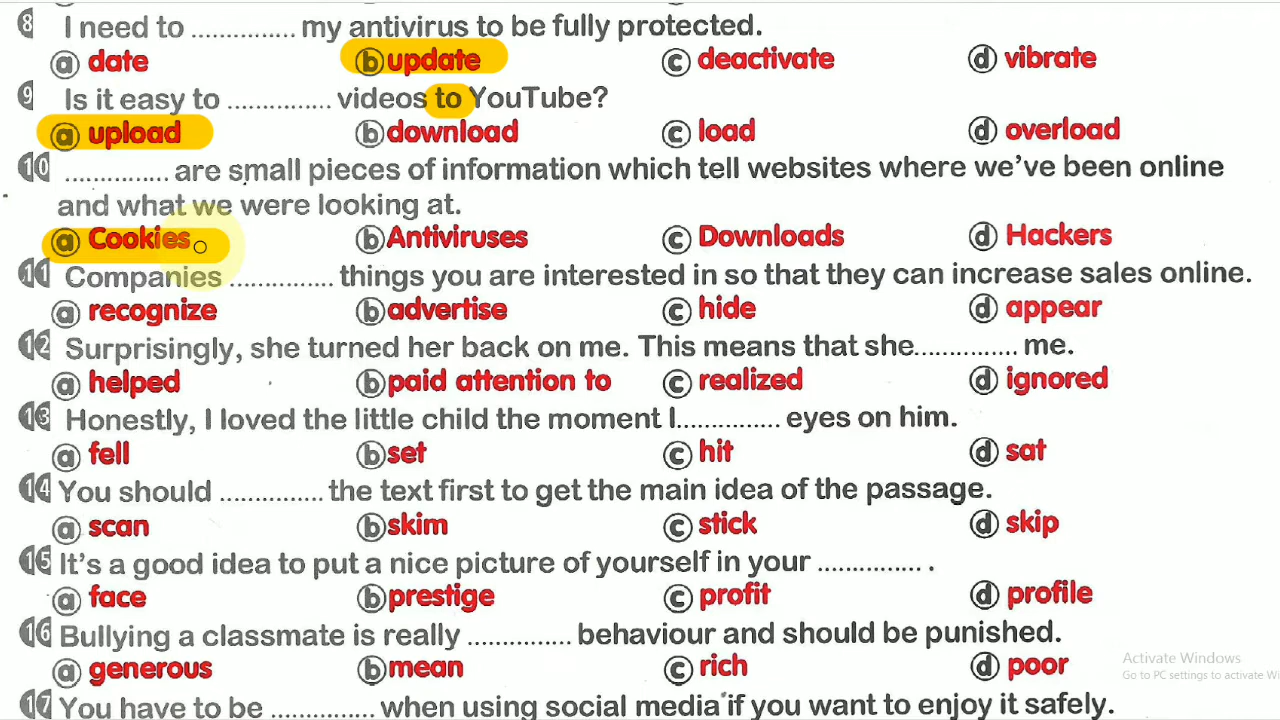 8 I need to ............... my antivirus to be fully protected.
a date b update c deactivate d vibrate
9 Is it easy to ............... videos to YouTube?
a upload b download c load d overload
10 ............... are small pieces of information which tell websites where we've been online
and what we were looking at.
a Cookies b Antiviruses c Downloads d Hackers
11 Companies ............... things you are interested in so that they can increase sales online.
a recognize b advertise c hide d appear
12 Surprisingly, she turned her back on me. This means that she............... me.
a helped b paid attention to c realized d ignored
13 Honestly, I loved the little child the moment I............... eyes on him.
a fell b set c hit d sat
14 You should ............... the text first to get the main idea of the passage.
a scan b skim c stick d skip
15 It's a good idea to put a nice picture of yourself in your ............... .
a face b prestige c profit d profile
16 Bullying a classmate is really ............... behaviour and should be punished.
a generous b mean c rich d poor
Activate Windows
Go to PC settings to activate Wi
17 You have to be ............... when using social media if you want to enjoy it safely.